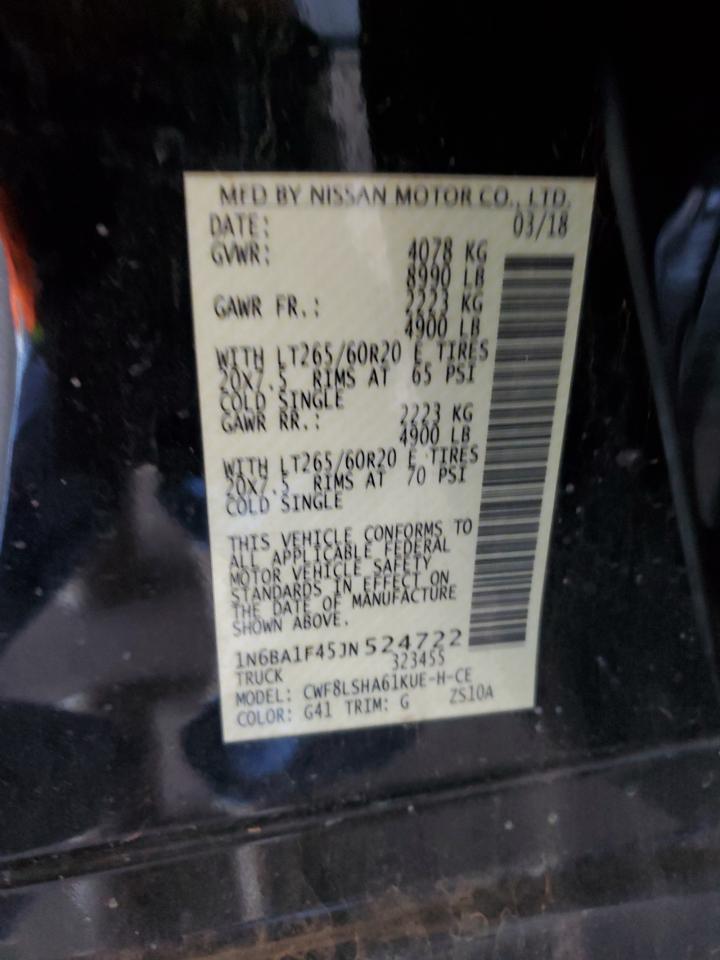 MFD BY NISSAN MOTOR CO., LTD.
DATE: 03/18
GVWR: 4078 KG
8990 LB
GAWR FR.: 2223 KG
4900 LB
WITH LT265/60R20 E TIRES
20X7.5 RIMS AT 65 PSI
COLD SINGLE
GAWR RR.: 2223 KG
4900 LB
WITH LT265/60R20 E TIRES
20X7.5 RIMS AT 70 PSI
COLD SINGLE
THIS VEHICLE CONFORMS TO
ALL APPLICABLE FEDERAL
MOTOR VEHICLE SAFETY
STANDARDS IN EFFECT ON
THE DATE OF MANUFACTURE
SHOWN ABOVE.
1N6BA1F45JN524722
TRUCK 323455
MODEL: CWF8LSHA61KUE-H-CE
COLOR: G41 TRIM: G ZS10A